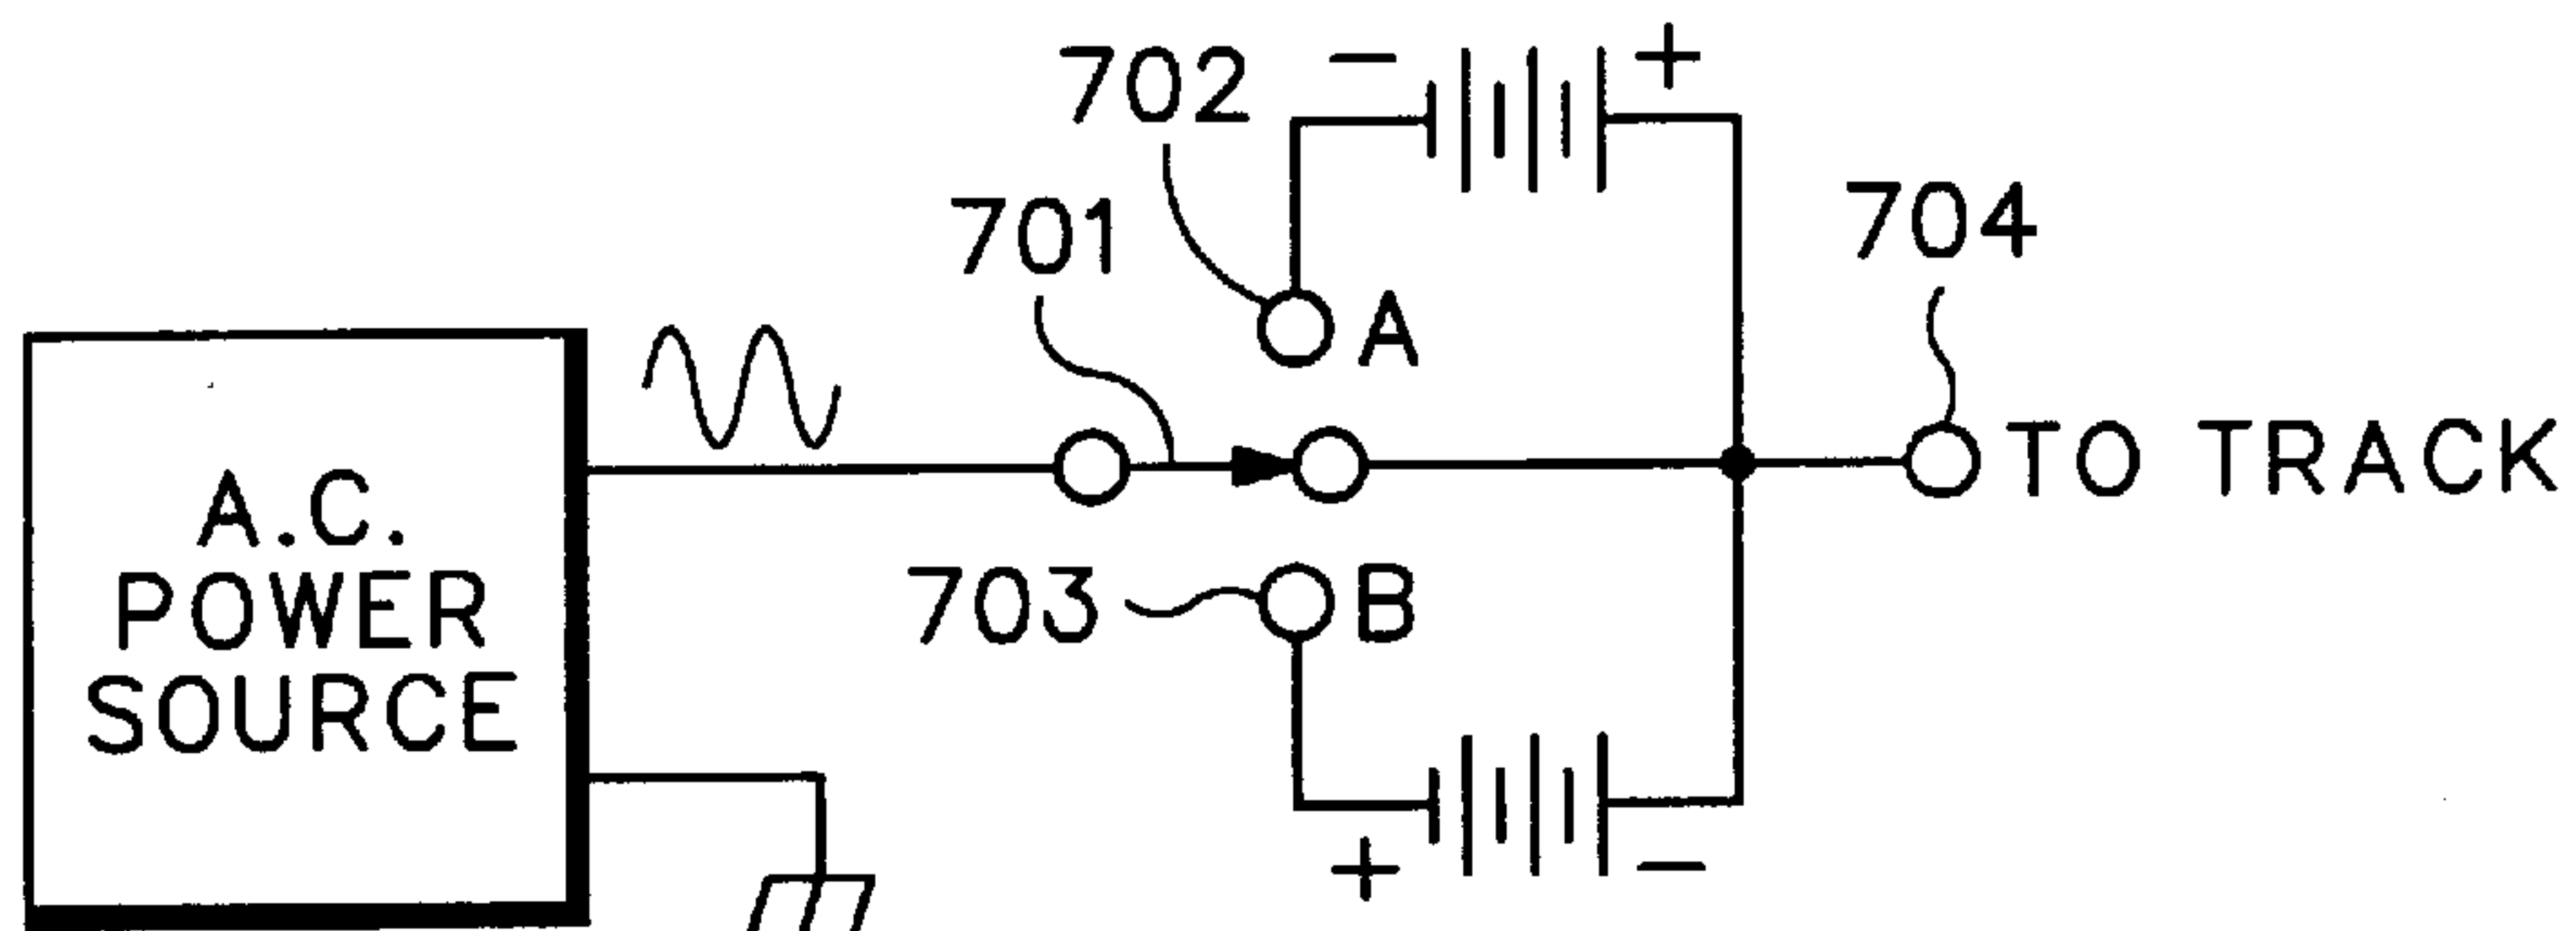 702
- +
701
704
A
TO TRACK
A.C.
POWER
SOURCE
703
B
+ -